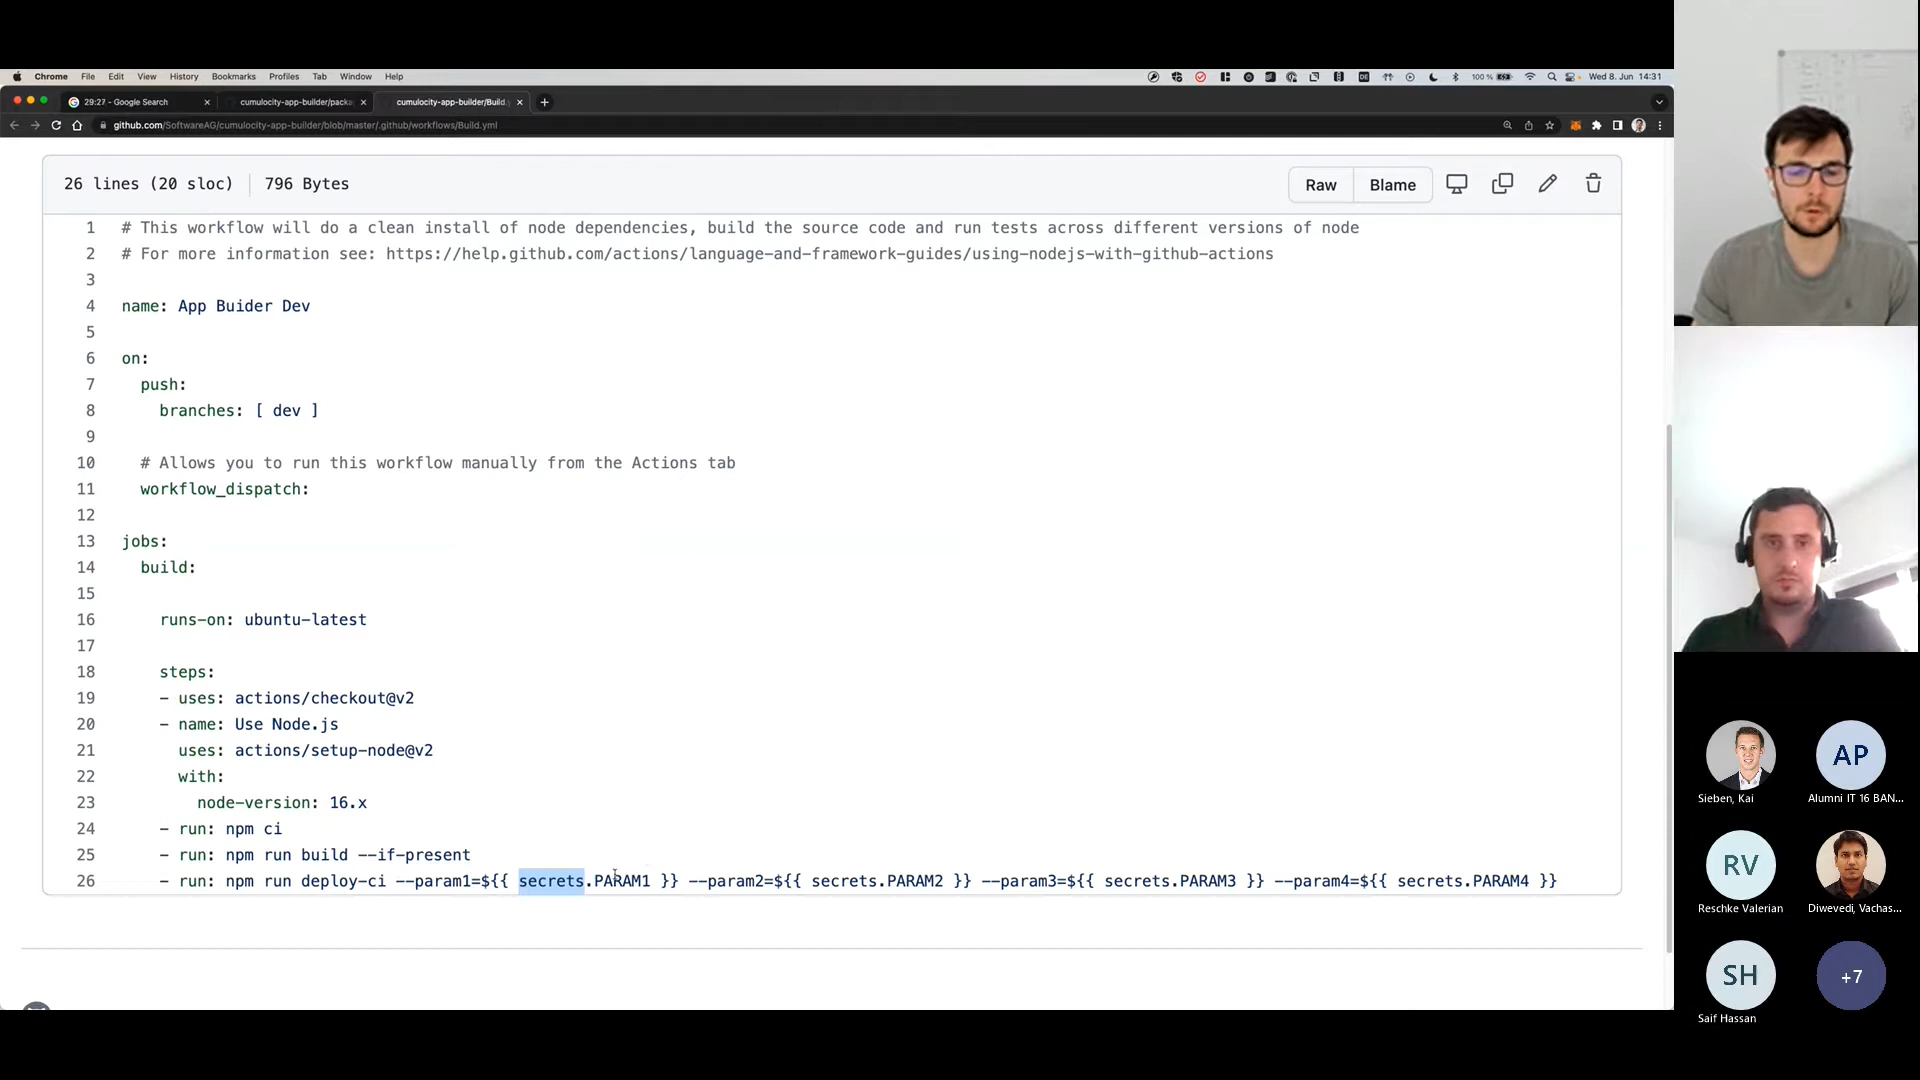 Chrome File Edit View History Bookmarks Profiles Tab Window Help
100 % Wed 8. Jun 14:31
29:27 - Google Search
cumulocity-app-builder/packa
cumulocity-app-builder/Build.
github.com/SoftwareAG/cumulocity-app-builder/blob/master/.github/workflows/Build.yml
26 lines (20 sloc) 796 Bytes
Raw Blame
1 # This workflow will do a clean install of node dependencies, build the source code and run tests across different versions of node
2 # For more information see: https://help.github.com/actions/language-and-framework-guides/using-nodejs-with-github-actions
3
4 name: App Buider Dev
5
6 on:
7 push:
8 branches: [ dev ]
9
10 # Allows you to run this workflow manually from the Actions tab
11 workflow_dispatch:
12
13 jobs:
14 build:
15
16 runs-on: ubuntu-latest
17
18 steps:
19 - uses: actions/checkout@v2
20 - name: Use Node.js
21 uses: actions/setup-node@v2
22 with:
23 node-version: 16.x
24 - run: npm ci
25 - run: npm run build --if-present
26 - run: npm run deploy-ci --param1=${{ secrets.PARAM1 }} --param2=${{ secrets.PARAM2 }} --param3=${{ secrets.PARAM3 }} --param4=${{ secrets.PARAM4 }}
AP
Sieben, Kai
Alumni IT 16 BAN...
RV
Reschke Valerian
Diwevedi, Vachas...
SH
+7
Saif Hassan